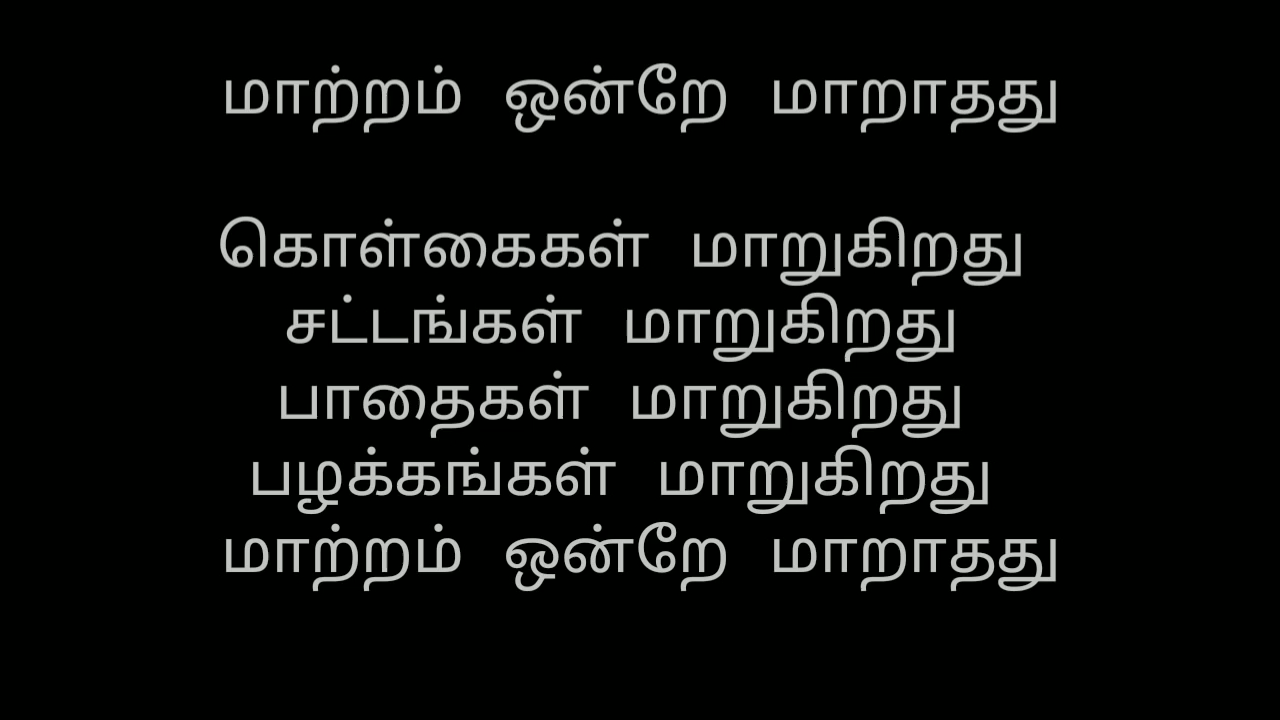 மாற்றம் ஒன்றே மாறாதது
கொள்கைகள் மாறுகிறது
சட்டங்கள் மாறுகிறது
பாதைகள் மாறுகிறது
பழக்கங்கள் மாறுகிறது
மாற்றம் ஒன்றே மாறாதது